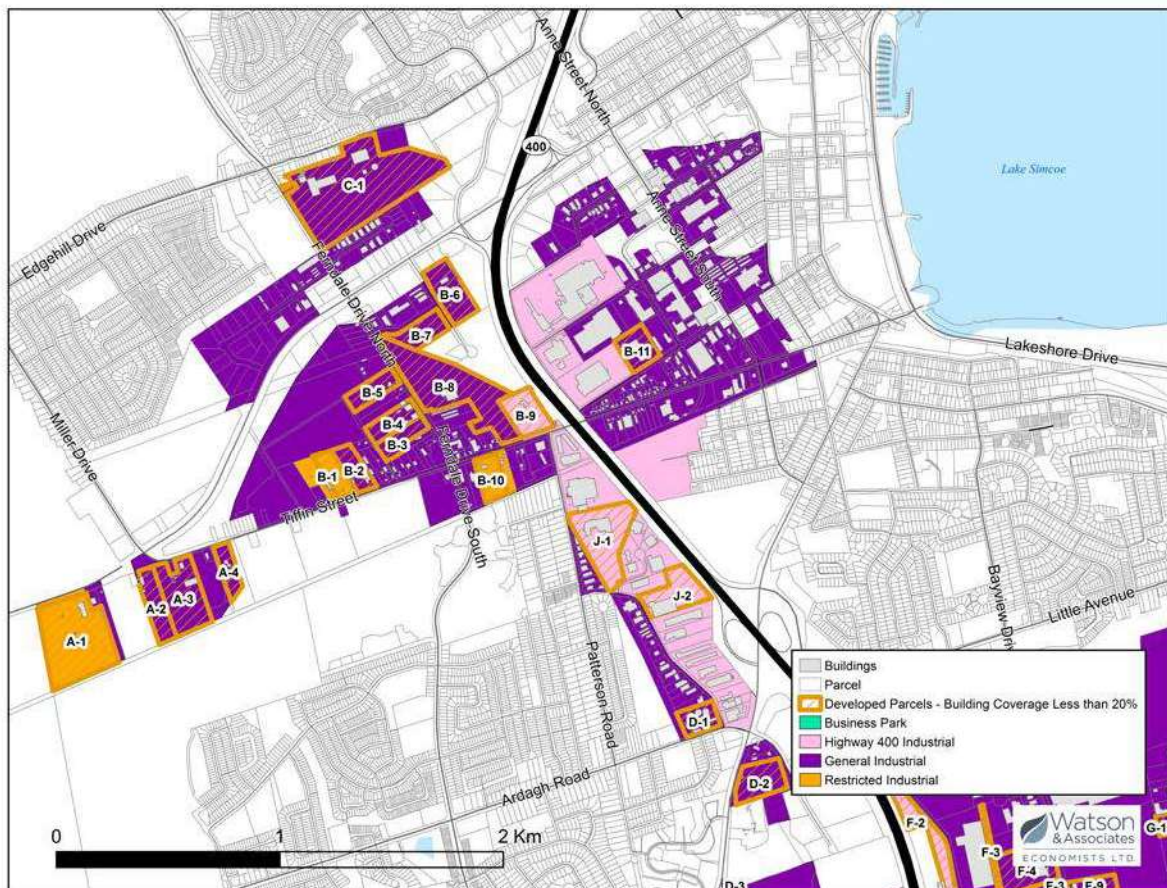 Anne Street North
400
Lake Simcoe
C-1
Edgehill Drive
Anne Street South
Ferndale Drive North
B-6
B-7
B-11
Lakeshore Drive
B-8
B-5
B-9
B-4
B-3
Miller Drive
B-2
B-1
B-10
Ferndale Drive South
Tiffin Street
J-1
Bayview Driv
A-4
A-3
A-2
J-2
Little Avenue
A-1
Patterson Road
Buildings
Parcel
Developed Parcels - Building Coverage Less than 20%
Business Park
Highway 400 Industrial
General Industrial
Restricted Industrial
D-1
Ardagh Road
D-2
0 1 2 Km
F-2
G-1
F-3
F-4
Watson
& Associates
ECONOMISTS LTD.
D-3
F-3
F-9